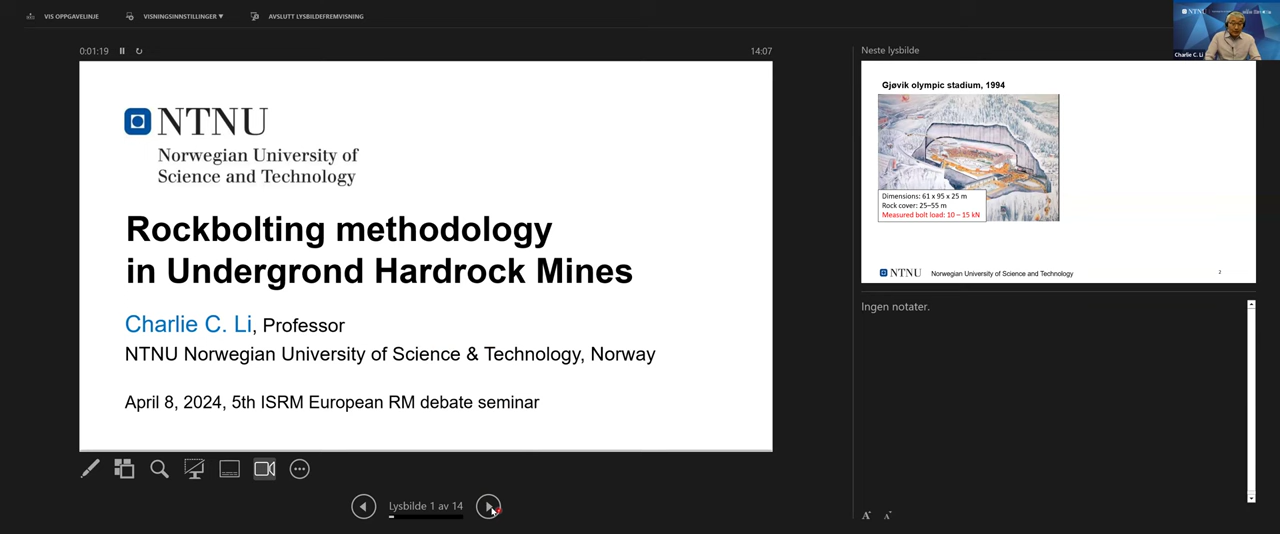 VIS OPPGAVELINJE
VISNINGSINNSTILLINGER ▼
AVSLUTT LYSBILDEFREMVISNING
0:01:19
14:07
NTNU
Norwegian University of
Science and Technology
Rockbolting methodology
in Undergrond Hardrock Mines
Charlie C. Li, Professor
NTNU Norwegian University of Science & Technology, Norway
April 8, 2024, 5th ISRM European RM debate seminar
Lysbilde 1 av 14
Neste lysbilde
NTNU
Charlie C. Li
Gjøvik olympic stadium, 1994
Dimensions: 61 x 95 x 25 m
Rock cover: 25–55 m
Measured bolt load: 10 – 15 kN
NTNU Norwegian University of Science and Technology
2
Ingen notater.
A A